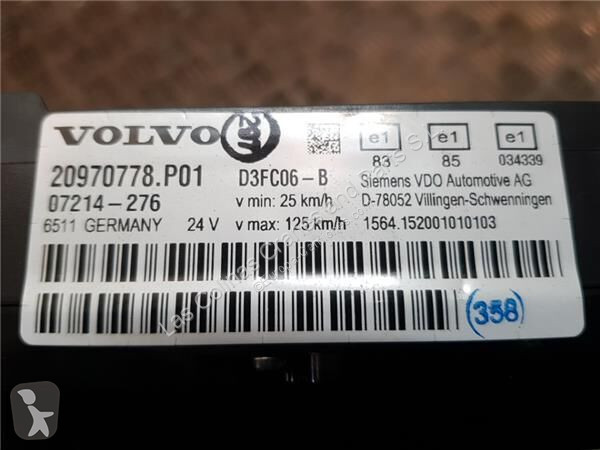 VOLVO
20970778.P01
07214-276
6511 GERMANY 24 V
D3FC06-B
v min: 25 km/h
v max: 125 km/h
e1 e1 e1
83 85 034339
Siemens VDO Automotive AG
D-78052 Villingen-Schwenningen
1564.152001010103
358